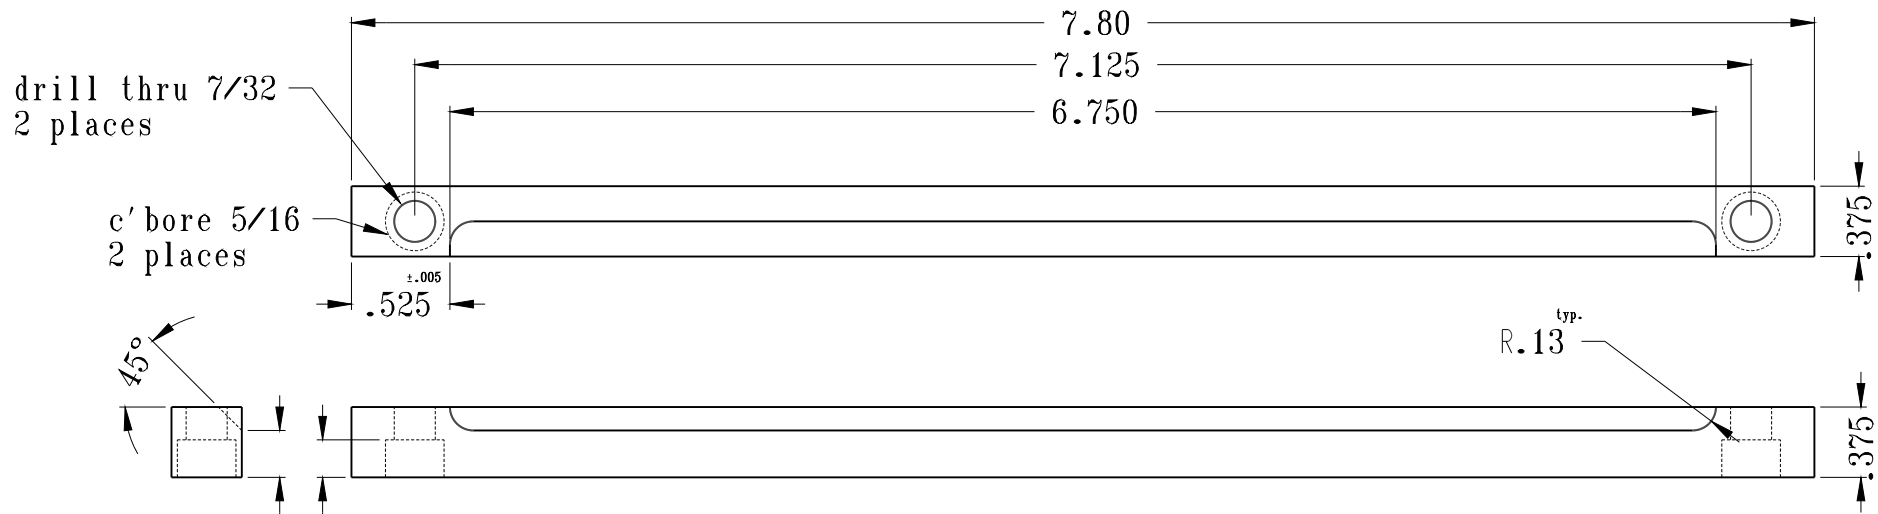 7.80
7.125
6.750
drill thru 7/32
2 places
c'bore 5/16
2 places
.375
±.005
.525
typ.
R.13
45°
.375